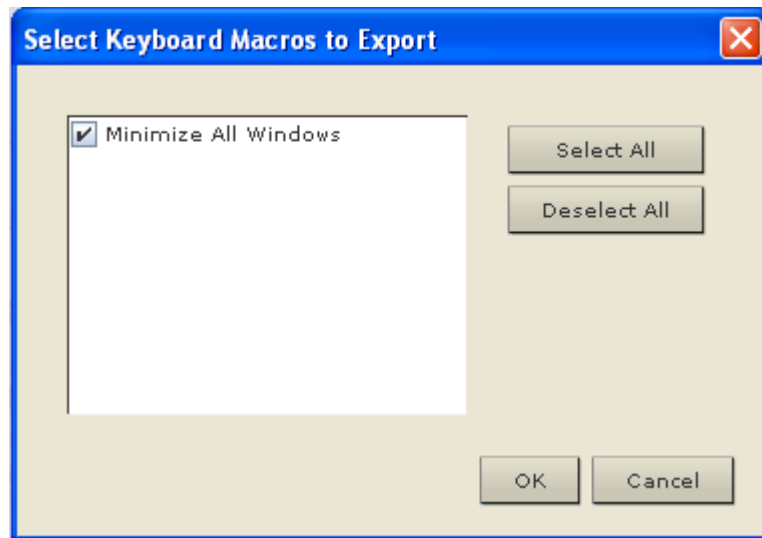 Select Keyboard Macros to Export
Minimize All Windows
Select All
Deselect All
OK
Cancel